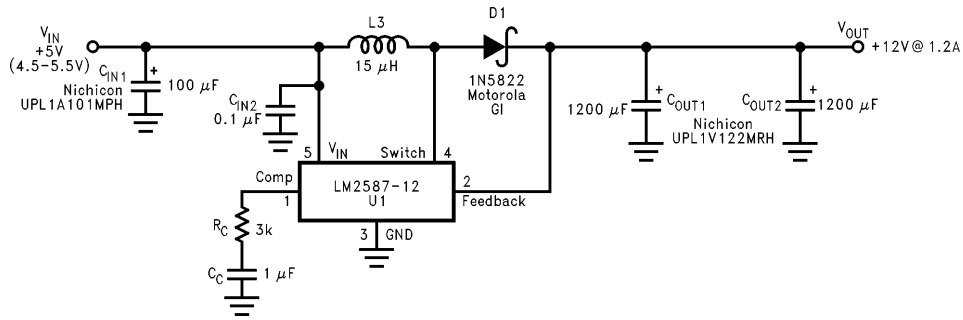 V_IN
+5V
(4.5-5.5V)
C_IN1
+
100 μF
Nichicon
UPL1A101MPH
C_IN2
0.1 μF
L3
15 μH
D1
1N5822
Motorola
GI
V_OUT
+12V @ 1.2A
1200 μF
+
C_OUT1
C_OUT2
+
1200 μF
Nichicon
UPL1V122MRH
5
V_IN
Switch
4
Comp
1
LM2587-12
U1
2
Feedback
3
GND
R_C
3k
C_C
1 μF